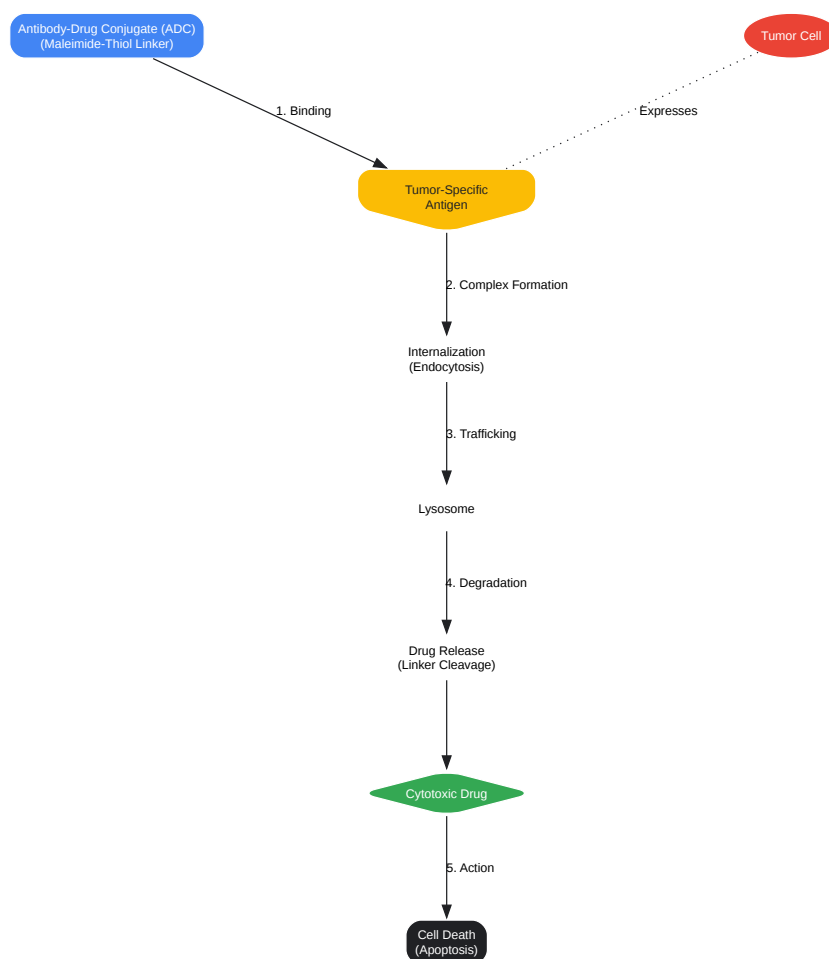 Antibody-Drug Conjugate (ADC)
(Maleimide-Thiol Linker)
Tumor Cell
1. Binding
Expresses
Tumor-Specific
Antigen
2. Complex Formation
Internalization
(Endocytosis)
3. Trafficking
Lysosome
4. Degradation
Drug Release
(Linker Cleavage)
Cytotoxic Drug
5. Action
Cell Death
(Apoptosis)